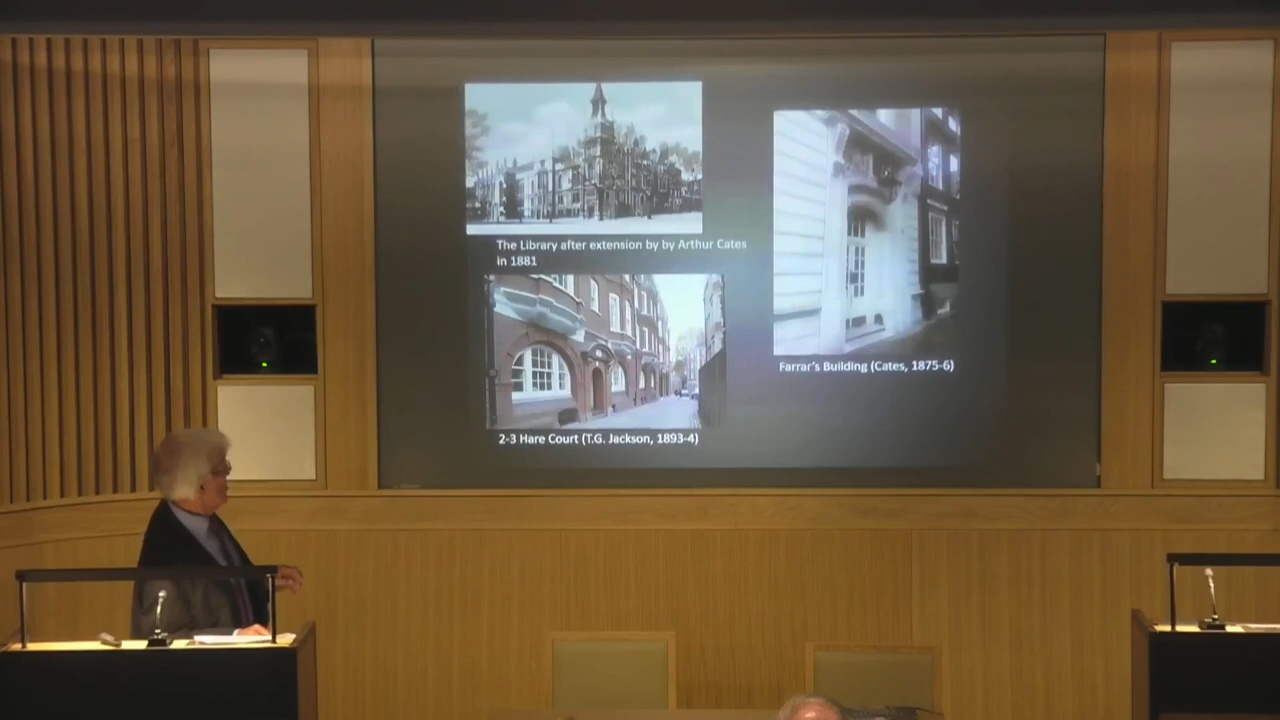 The Library after extension by by Arthur Cates
in 1881
Farrar's Building (Cates, 1875-6)
2-3 Hare Court (T.G. Jackson, 1893-4)